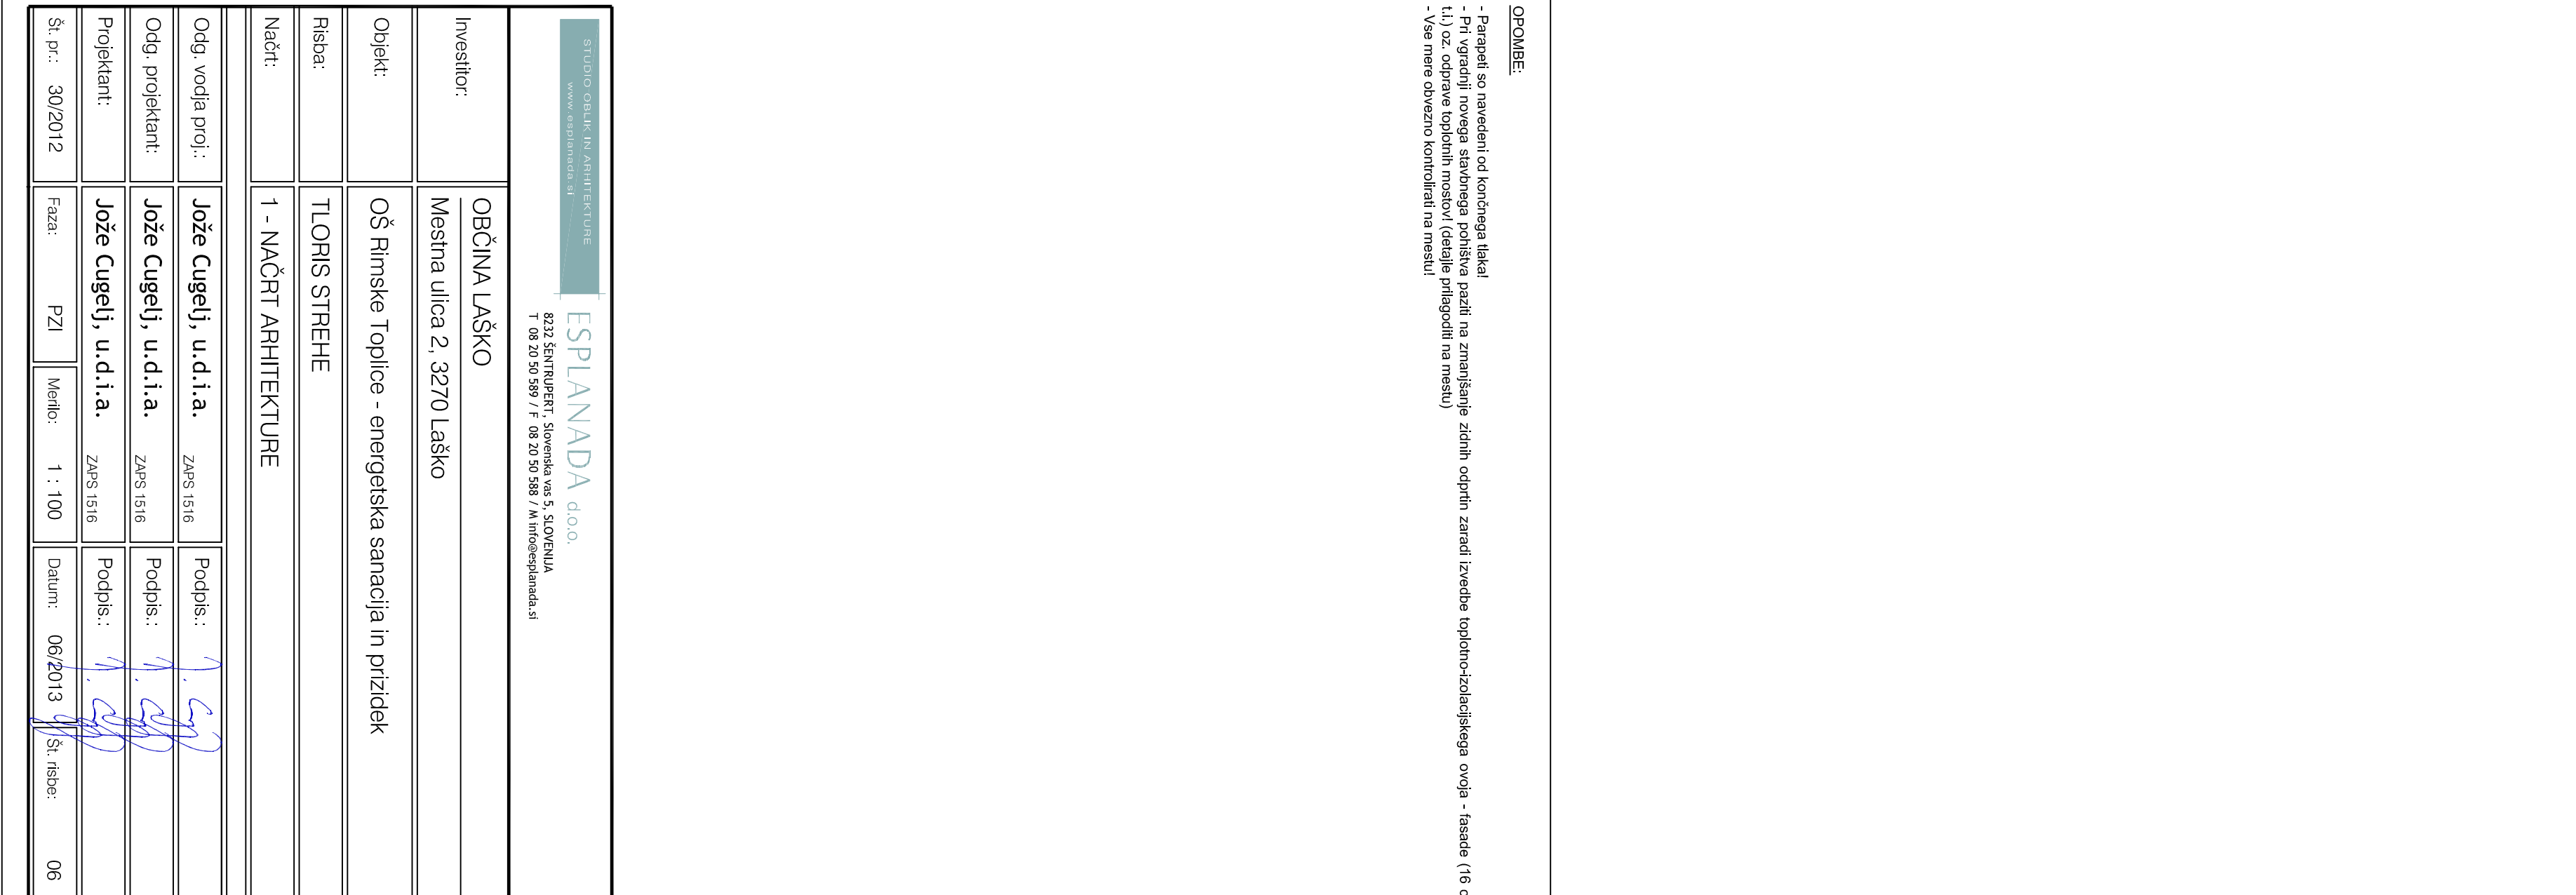 OPOMBE:
- Parapeti so navedeni od končnega tlaka!
- Pri vgradnji novega stavbnega pohištva paziti na zmanjšanje zidnih odprtin zaradi izvedbe toplotno-izolacijskega ovoja - fasade (16
t.i.) oz. odprave toplotnih mostov! (detajle prilagoditi na mestu)
- Vse mere obvezno kontrolirati na mestu!
STUDIO OBLIK IN ARHITEKTURE
www.esplanada.si
ESPLANADA d.o.o.
8232 ŠENTRUPERT, Slovenska vas 5, SLOVENIJA
T 08 20 50 589 / F 08 20 50 588 / M info@esplanada.si
Investitor: OBČINA LAŠKO
Mestna ulica 2, 3270 Laško
Objekt: OŠ Rimske Toplice - energetska sanacija in prizidek
Risba: TLORIS STREHE
Načrt: 1 - NAČRT ARHITEKTURE
Odg. vodja proj.: Jože Cugelj, u.d.i.a. ZAPS 1516 Podpis.:
Odg. projektant: Jože Cugelj, u.d.i.a. ZAPS 1516 Podpis.:
Projektant: Jože Cugelj, u.d.i.a. ZAPS 1516 Podpis.:
Št. pr.: 30/2012 Faza: PZI Merilo: 1 : 100 Datum: 06/2013 Št. risbe: 06